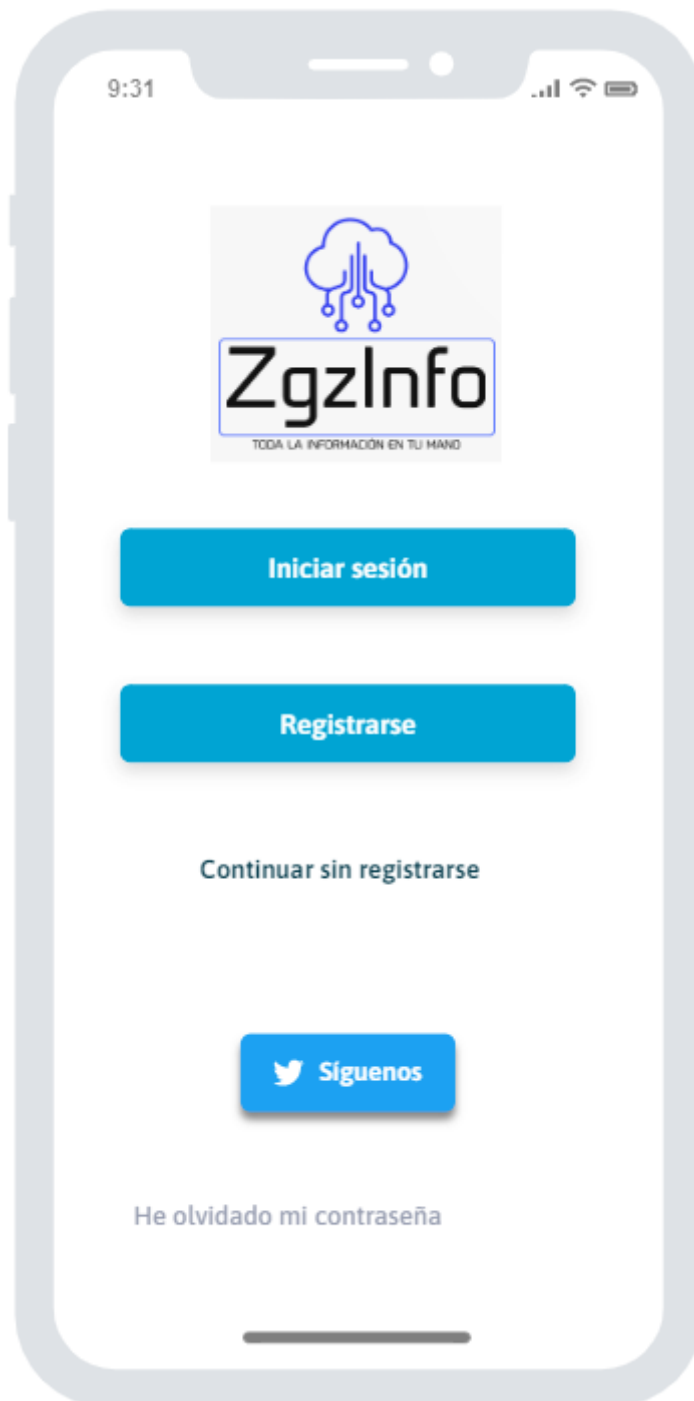 9:31
ZgzInfo
TODA LA INFORMACIÓN EN TU MANO
Iniciar sesión
Registrarse
Continuar sin registrarse
Síguenos
He olvidado mi contraseña